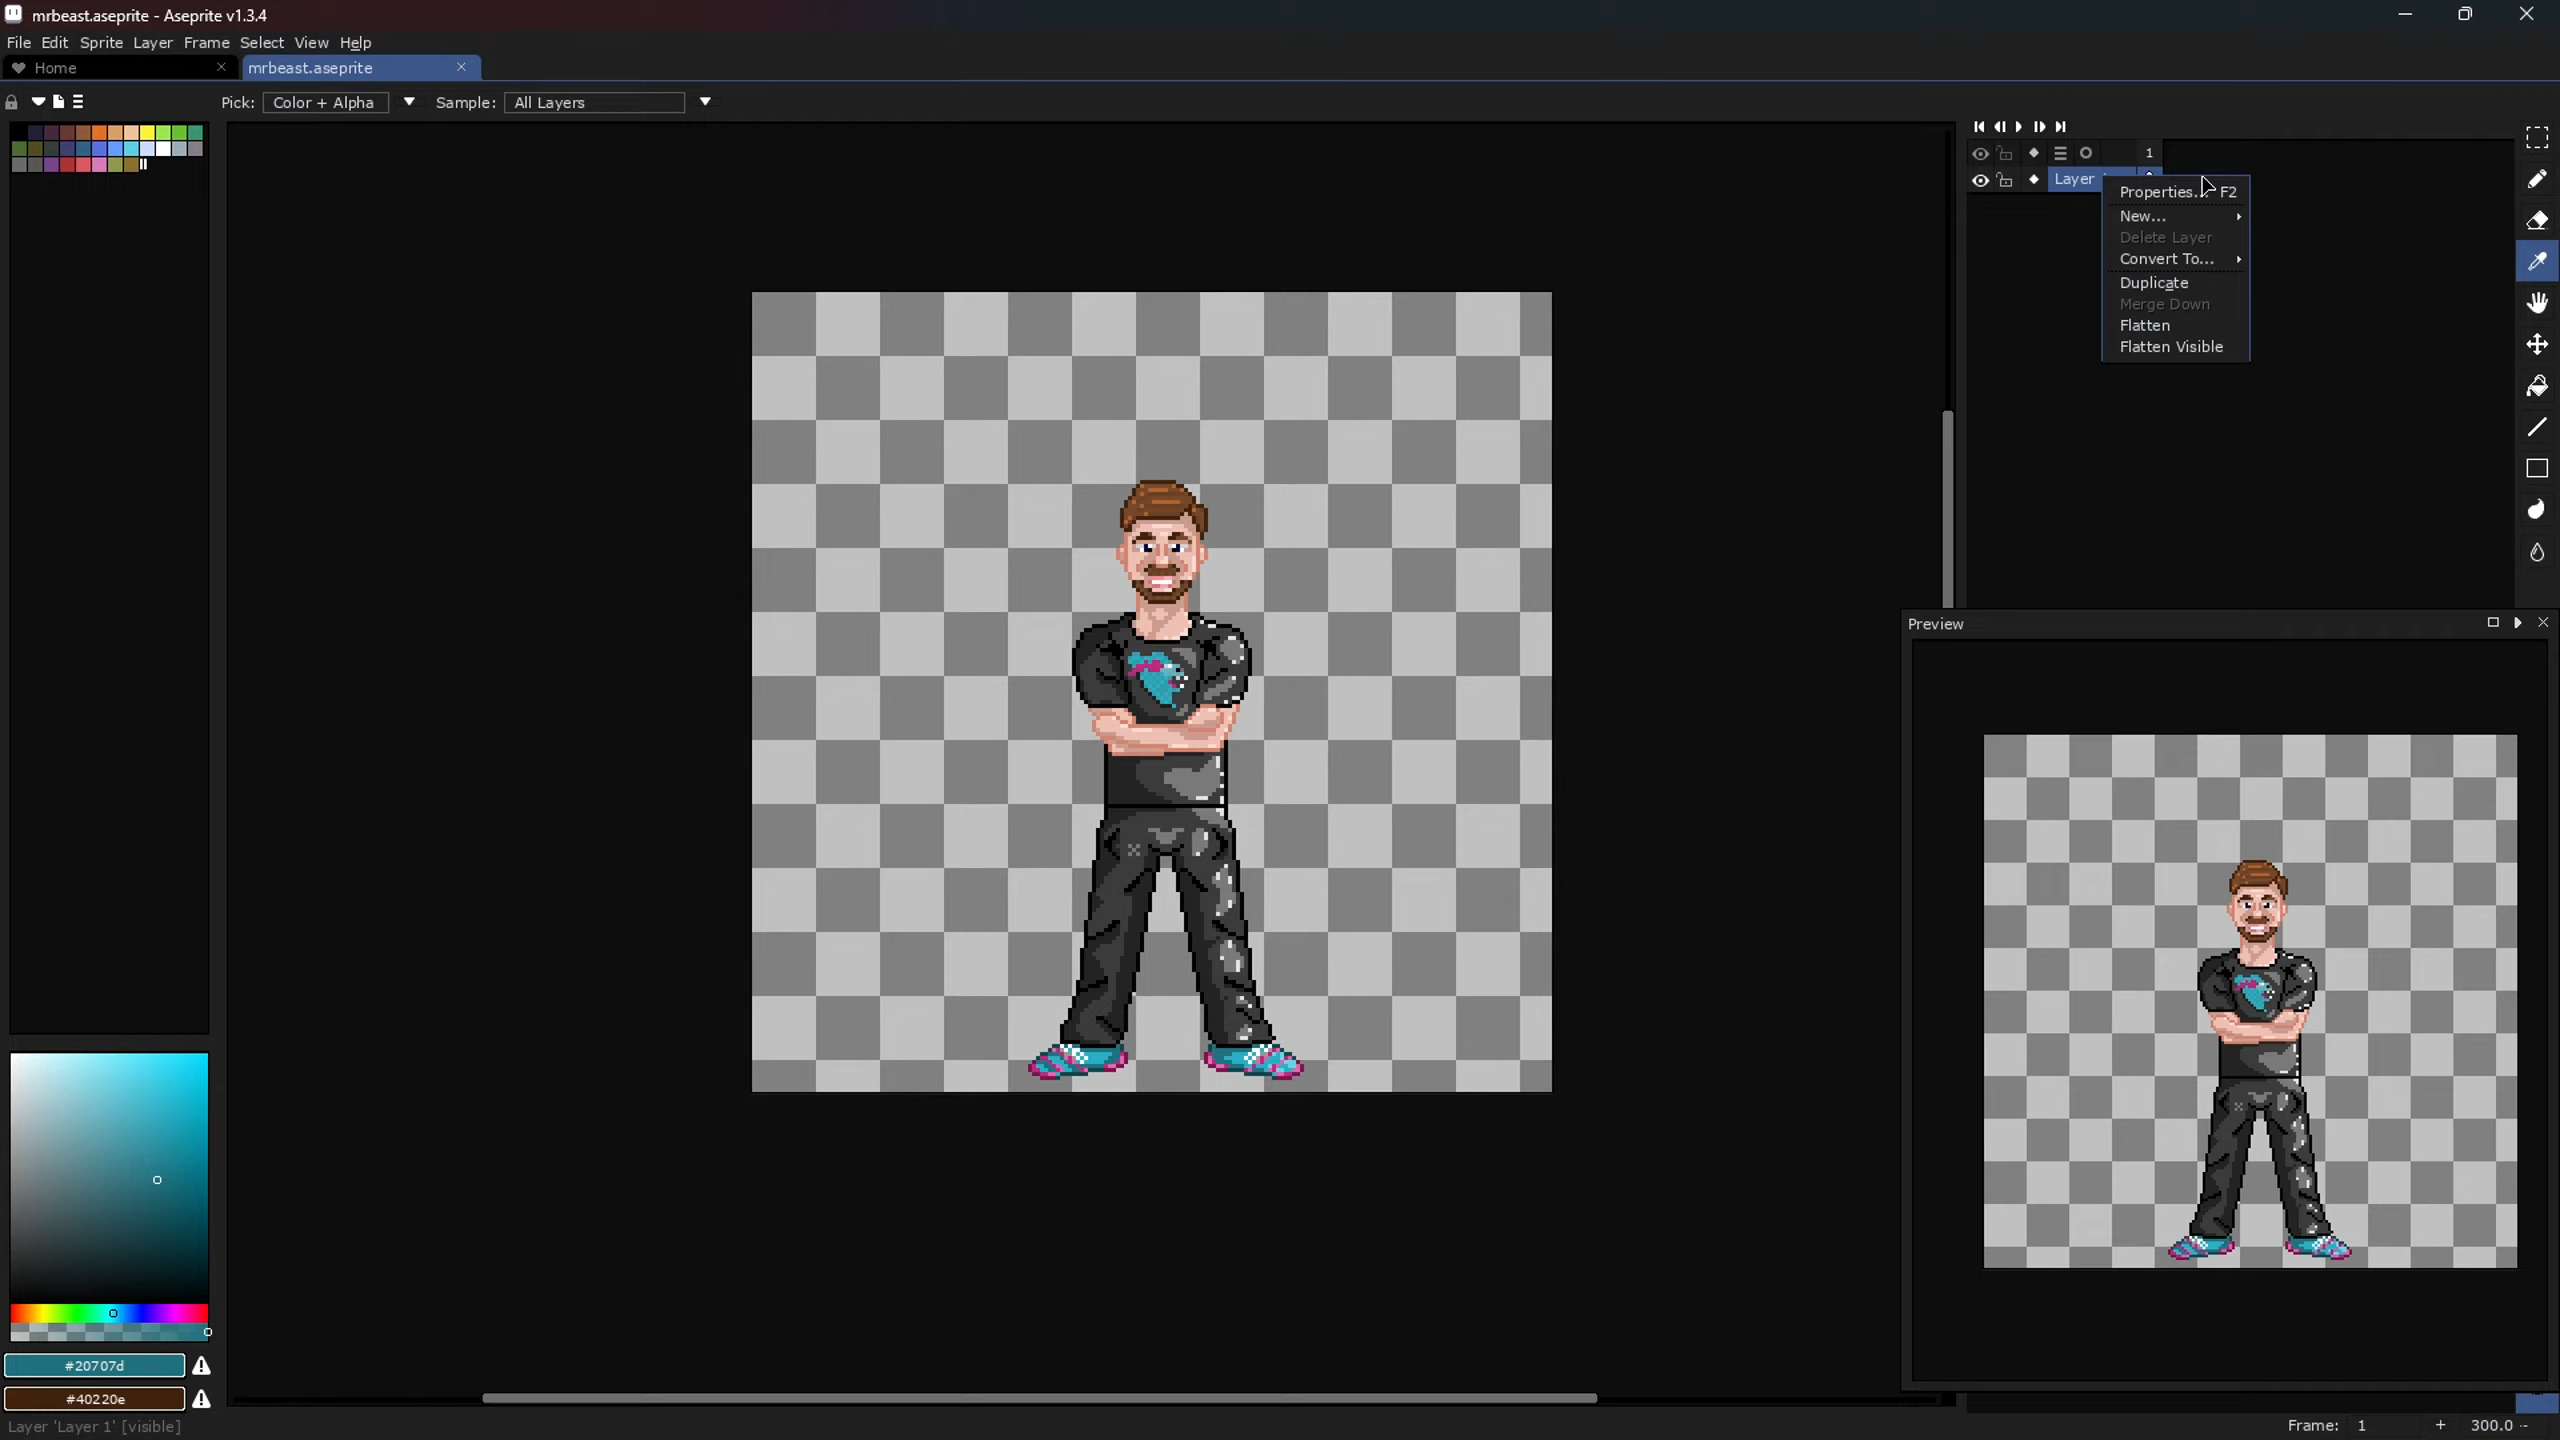 mrbeast.aseprite - Aseprite v1.3.4
File Edit Sprite Layer Frame Select View Help
Home
mrbeast.aseprite
Pick: Color + Alpha Sample: All Layers
1
Layer
Properties... F2
New...
Delete Layer
Convert To...
Duplicate
Merge Down
Flatten
Flatten Visible
Preview
#20707d
#40220e
Layer 'Layer 1' [visible]
Frame: 1 + 300.0